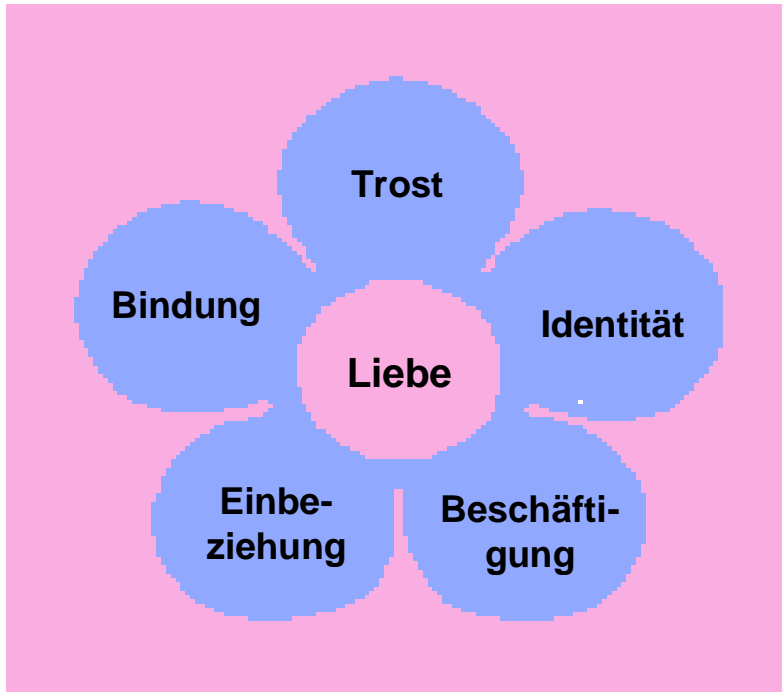 Trost
Bindung
Identität
Liebe
Einbe-
ziehung
Beschäfti-
gung